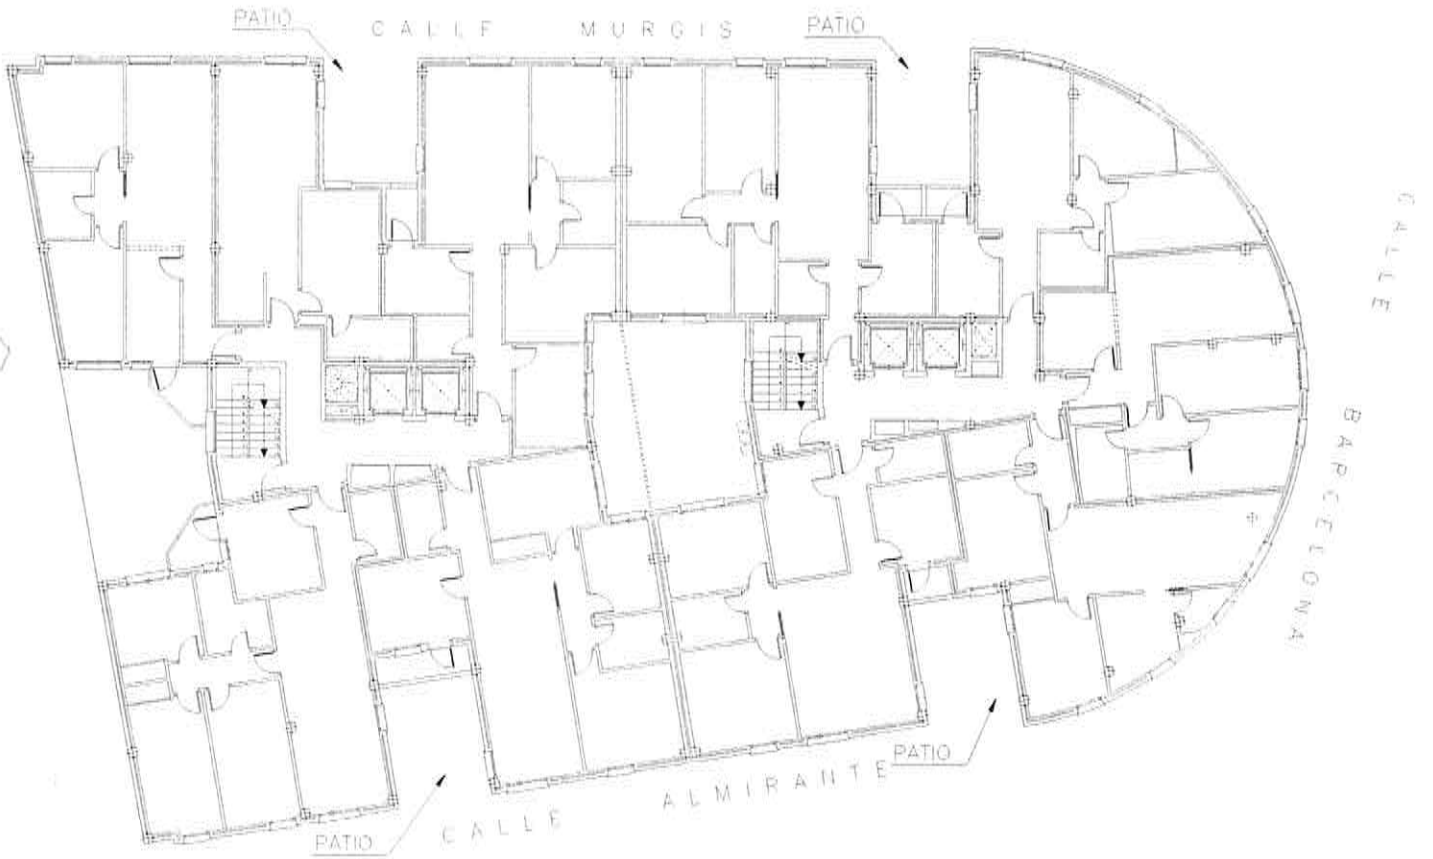 PATIO
CALLE MURGIS
PATIO
CALLE BARCELONA
PATIO
CALLE ALMIRANTE
PATIO